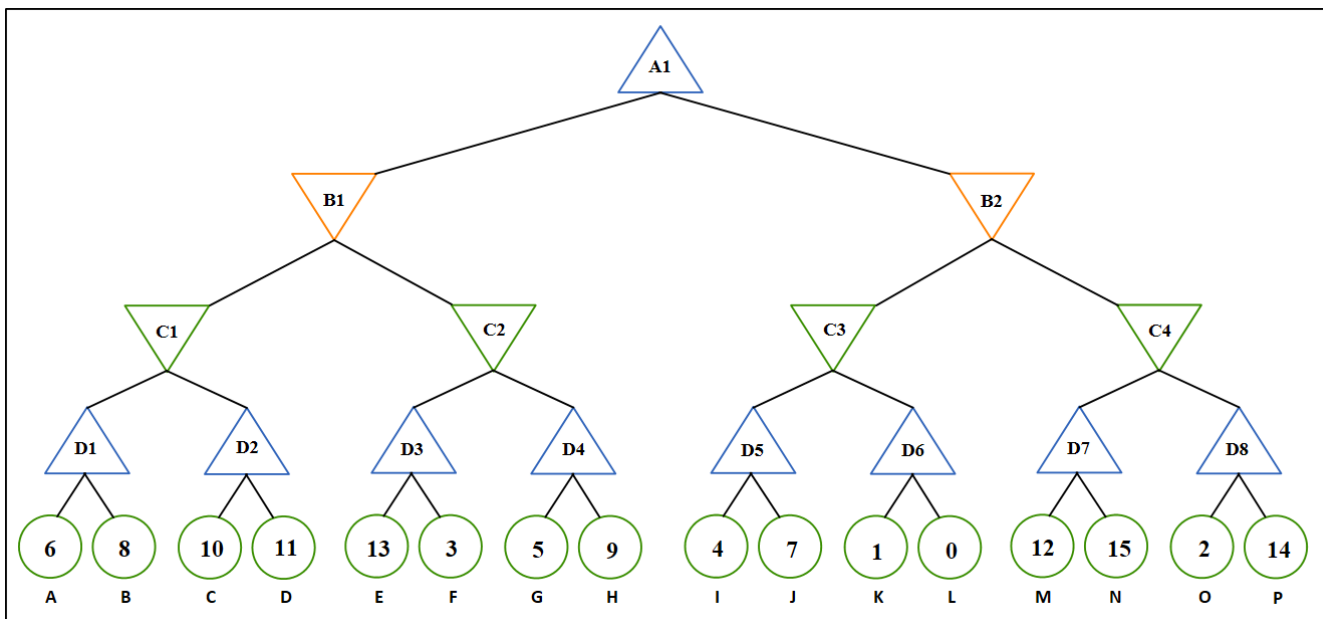 A1
B1 B2
C1 C2 C3 C4
D1 D2 D3 D4 D5 D6 D7 D8
6 8 10 11 13 3 5 9 4 7 1 0 12 15 2 14
A B C D E F G H I J K L M N O P